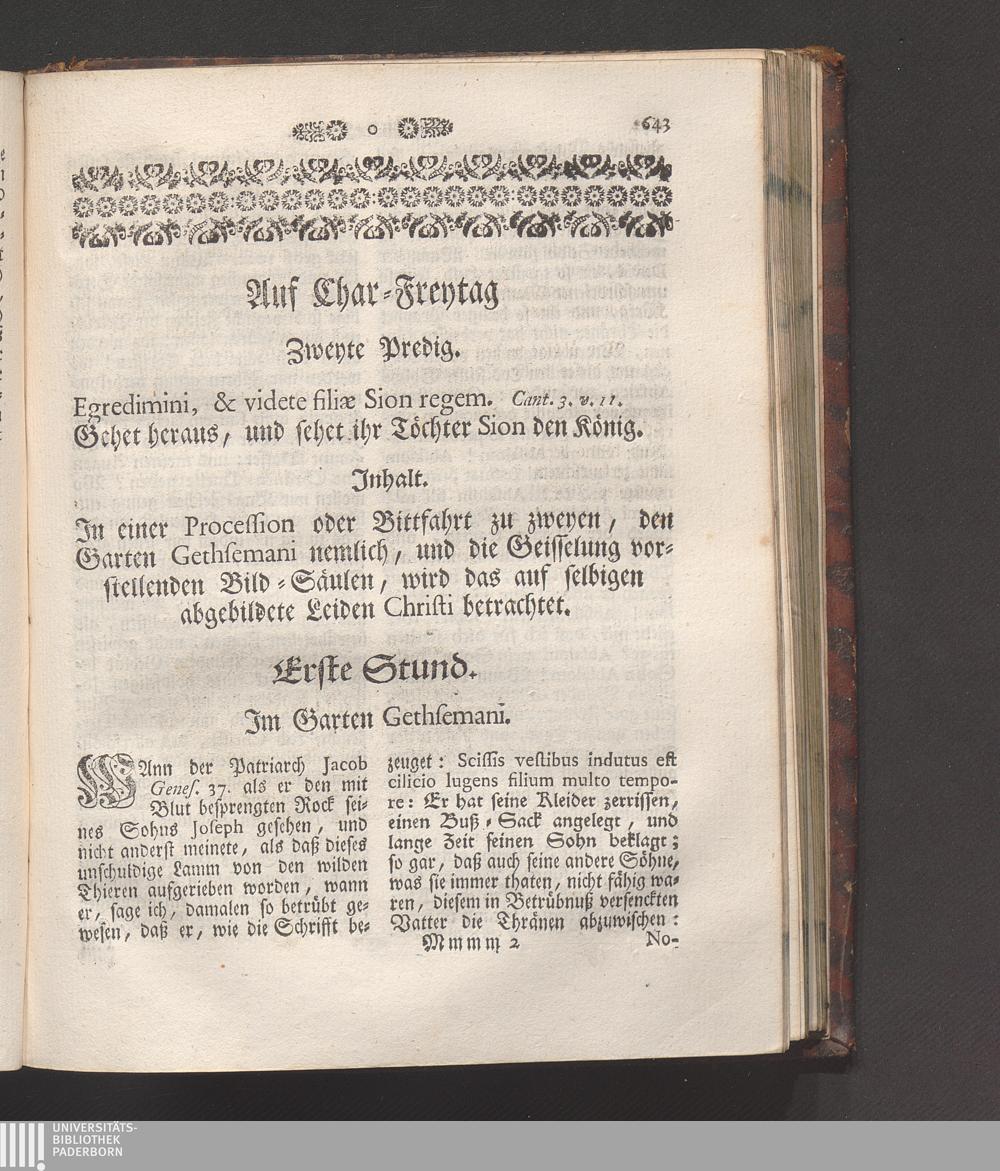 643
Auf Char-Freytag
Zweyte Predig.
Egredimini, & videte filiæ Sion regem. Cant. 3. v. 11.
Gehet heraus, und sehet ihr Töchter Sion den König.
Inhalt.
In einer Procession oder Bittfahrt zu zweyen, den
Garten Gethsemani nemlich, und die Geisselung vor-
stellenden Bild-Säulen, wird das auf selbigen
abgebildete Leiden Christi betrachtet.
Erste Stund.
Im Garten Gethsemani.
WAnn der Patriarch Jacob
Genes. 37. als er den mit
Blut besprengten Rock sei-
nes Sohns Joseph gesehen, und
nicht anderst meinete, als daß dieses
unschuldige Lamm von den wilden
Thieren aufgerieben worden, wann
er, sage ich, damalen so betrübt ge-
wesen, daß er, wie die Schrifft be-
zeuget: Scissis vestibus indutus est
cilicio lugens filium multo tempo-
re: Er hat seine Kleider zerrissen,
einen Buß-Sack angelegt, und
lange Zeit seinen Sohn beklagt;
so gar, daß auch seine andere Söhne,
was sie immer thaten, nicht fähig wa-
ren, diesem in Betrübnuß versenckten
Vatter die Thränen abzuwischen:
Mmmm 2
No-
UNIVERSITÄTS-
BIBLIOTHEK
PADERBORN